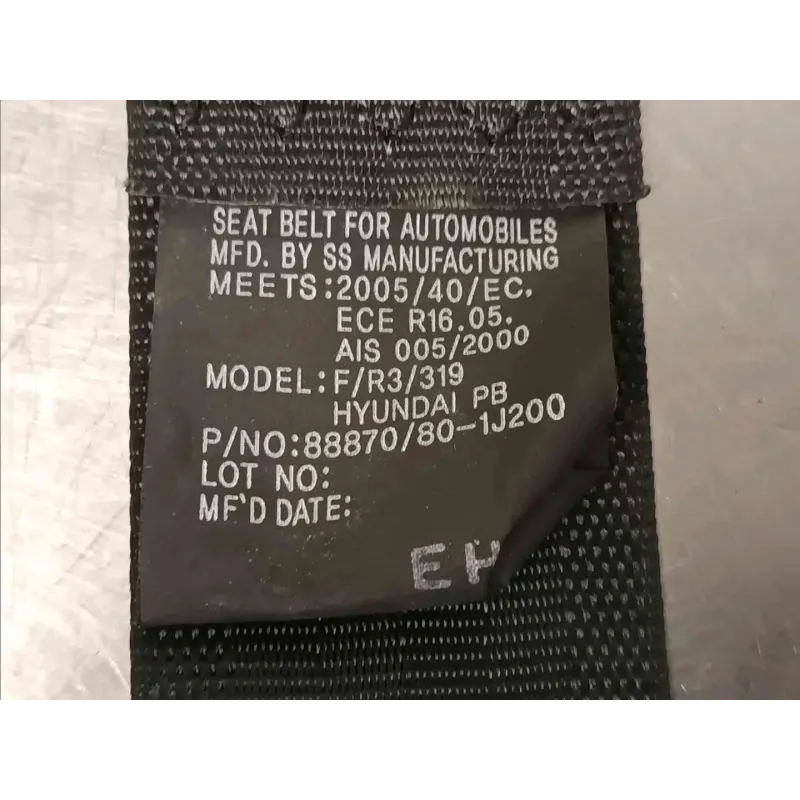 SEAT BELT FOR AUTOMOBILES
MFD. BY SS MANUFACTURING
MEETS:2005/40/EC.
ECE R16.05.
AIS 005/2000
MODEL:F/R3/319
HYUNDAI PB
P/NO:88870/80-1J200
LOT NO:
MF'D DATE:
EH